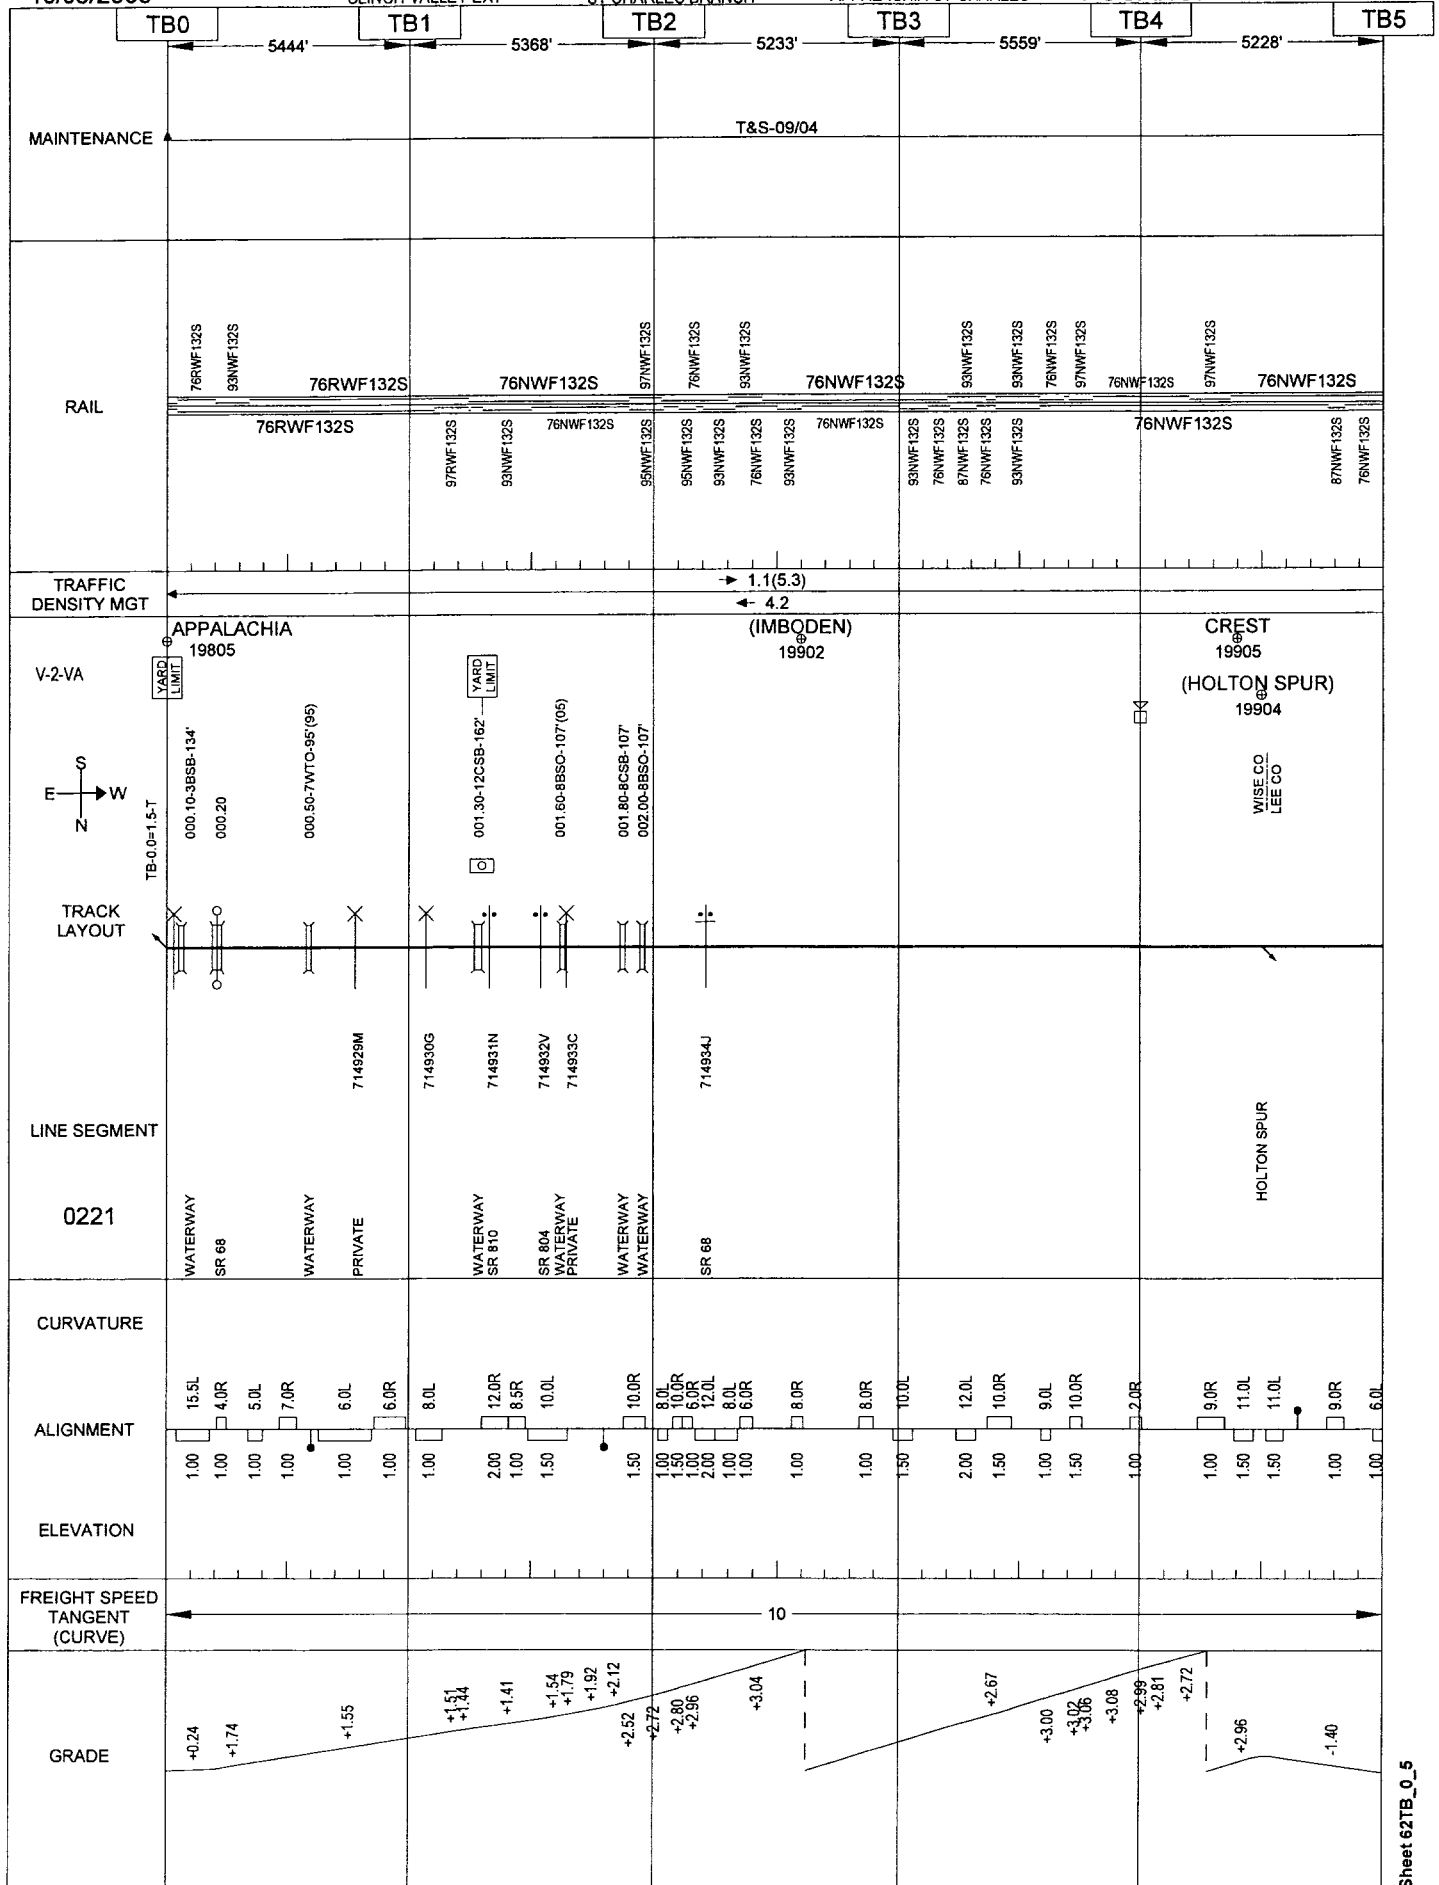 TB0 TB1 TB2 TB3 TB4 TB5
5444' 5368' 5233' 5559' 5228'
MAINTENANCE
T&S-09/04
76RWF132S 93NWF132S 97NWF132S 76NWF132S 93NWF132S 93NWF132S 93NWF132S 76NWF132S 97NWF132S 97NWF132S
76RWF132S 76NWF132S 76NWF132S 76NWF132S 76NWF132S
RAIL
76RWF132S 76NWF132S 76NWF132S 76NWF132S
97RWF132S 93NWF132S 95NWF132S 95NWF132S 93NWF132S 76NWF132S 93NWF132S 93NWF132S 76NWF132S 87NWF132S 76NWF132S 93NWF132S 87NWF132S 76NWF132S
TRAFFIC
DENSITY MGT
1.1(5.3)
4.2
APPALACHIA (IMBODEN) CREST
19805 19902 19905
V-2-VA
YARD
LIMIT
YARD
LIMIT
(HOLTON SPUR)
19904
S
E W
N
TB-0.0=1.5-T
000.10-3BSB-134'
000.20
000.50-7WTO-95'(95)
001.30-12CSB-162'
001.60-8BSO-107'(05)
001.80-8CSB-107'
002.00-8BSO-107'
WISE CO
LEE CO
TRACK
LAYOUT
714929M 714930G 714931N 714932V 714933C 714934J
LINE SEGMENT
0221
HOLTON SPUR
WATERWAY
SR 68
WATERWAY
PRIVATE
WATERWAY
SR 810
SR 804
WATERWAY
PRIVATE
WATERWAY
WATERWAY
SR 68
CURVATURE
15.5L 4.0R 5.0L 7.0R 6.0L 6.0R 8.0L 12.0R 8.5R 10.0L 10.0R 8.0L 10.0R 6.0R 12.0L 8.0L 6.0R 8.0R 8.0R 10.0L 12.0L 10.0R 9.0L 10.0R 2.0R 9.0R 11.0L 11.0L 9.0R 6.0L
ALIGNMENT
1.00 1.00 1.00 1.00 1.00 1.00 1.00 2.00 1.00 1.50 1.50 1.00 1.50 1.00 2.00 1.00 1.00 1.00 1.00 1.50 2.00 1.50 1.00 1.50 1.00 1.00 1.50 1.50 1.00 1.00
ELEVATION
FREIGHT SPEED
TANGENT
(CURVE)
10
GRADE
+0.24 +1.74 +1.55 +1.51 +1.44 +1.41 +1.54 +1.79 +1.92 +2.12 +2.52 +2.72 +2.80 +2.96 +3.04 +2.67 +3.00 +3.02 +3.06 +3.08 +2.99 +2.81 +2.72 +2.96 -1.40
Sheet 62TB_0_5